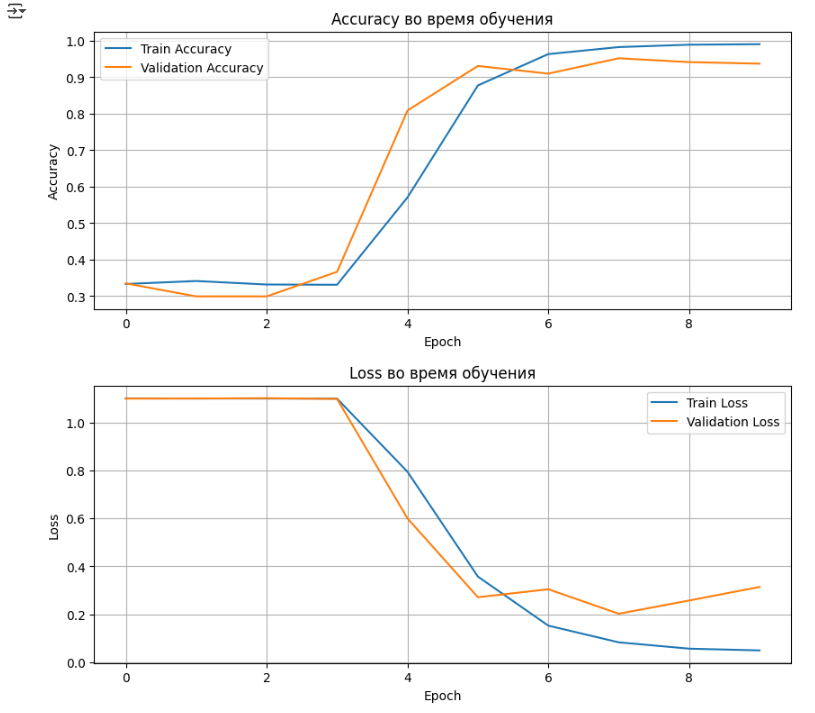 Accuracy во время обучения
Train Accuracy
Validation Accuracy
Accuracy
1.0
0.9
0.8
0.7
0.6
0.5
0.4
0.3
0 2 4 6 8
Epoch
Loss во время обучения
Train Loss
Validation Loss
Loss
1.0
0.8
0.6
0.4
0.2
0.0
0 2 4 6 8
Epoch